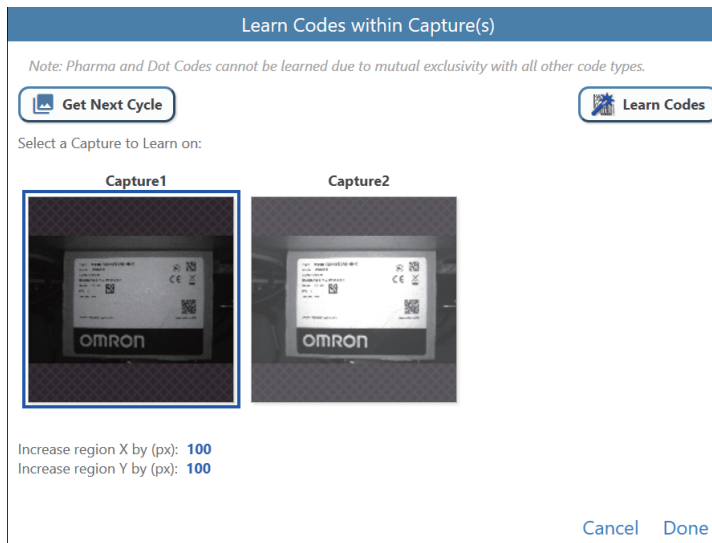 Learn Codes within Capture(s)
Note: Pharma and Dot Codes cannot be learned due to mutual exclusivity with all other code types.
Get Next Cycle
Learn Codes
Select a Capture to Learn on:
Capture1
Capture2
CE
CE
OMRON
OMRON
Increase region X by (px): 100
Increase region Y by (px): 100
Cancel
Done